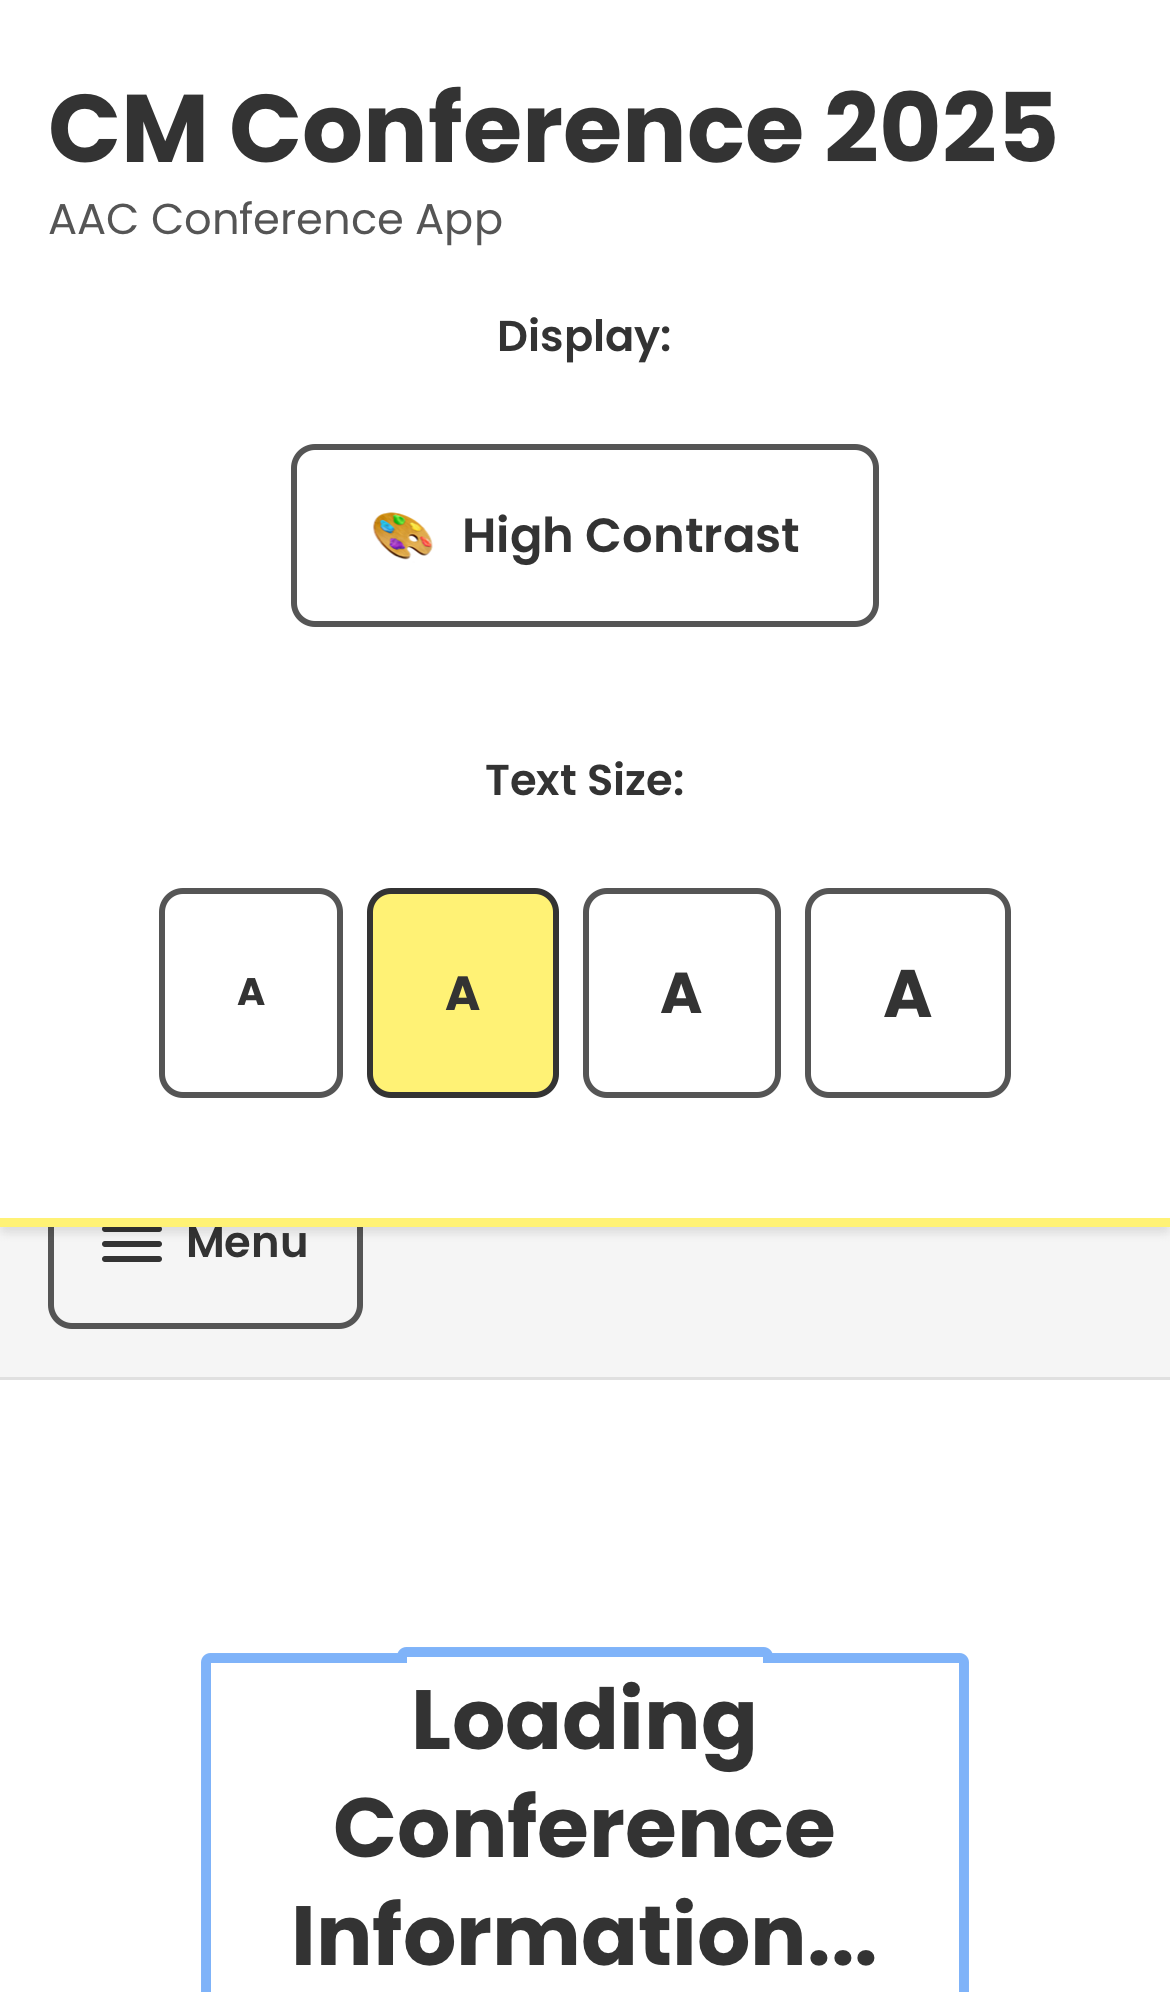 CM Conference 2025
AAC Conference App
Display:
High Contrast
Text Size:
A A A A
Menu
Loading
Conference
Information...